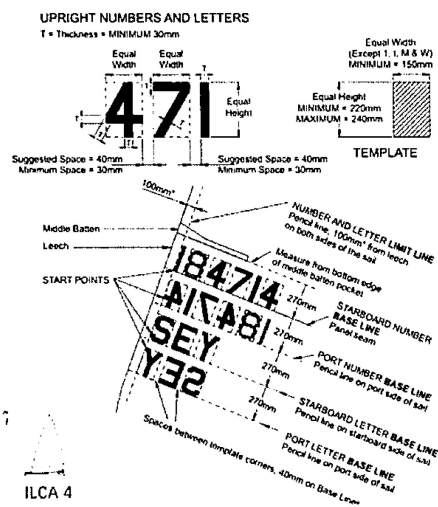 UPRIGHT NUMBERS AND LETTERS
T = Thickness = MINIMUM 30mm
Equal Width
Equal Width
T
471
Equal Height
T
T
T
T
Suggested Space = 40mm
Minimum Space = 30mm
Suggested Space = 40mm
Minimum Space = 30mm
Equal Width
(Except 1, I, M & W)
MINIMUM = 150mm
Equal Height
MINIMUM = 220mm
MAXIMUM = 240mm
TEMPLATE
100mm*
NUMBER AND LETTER LIMIT LINE
Pencil line, 100mm* from leech
on both sides of the sail
Middle Batten
Leech
Measure from bottom edge
of middle batten pocket
START POINTS
184714
270mm
STARBOARD NUMBER
BASE LINE
Panel seam
184714
270mm
PORT NUMBER BASE LINE
Pencil line on port side of sail
SEY
270mm
STARBOARD LETTER BASE LINE
Pencil line on starboard side of sail
SEY
270mm
PORT LETTER BASE LINE
Pencil line on port side of sail
Spaces between template corners, 40mm on Base Line
ILCA 4